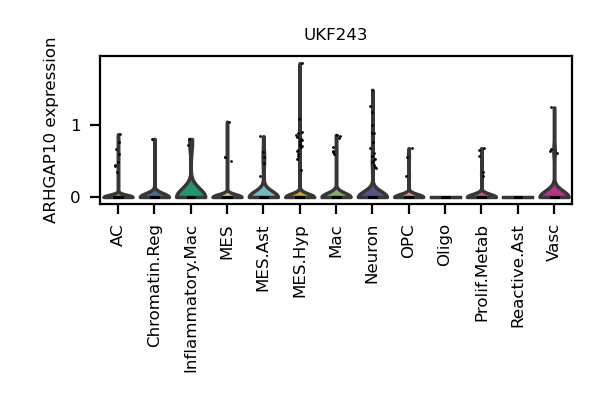 UKF243
ARHGAP10 expression
1
0
AC
Chromatin.Reg
Inflammatory.Mac
MES
MES.Ast
MES.Hyp
Mac
Neuron
OPC
Oligo
Prolif.Metab
Reactive.Ast
Vasc